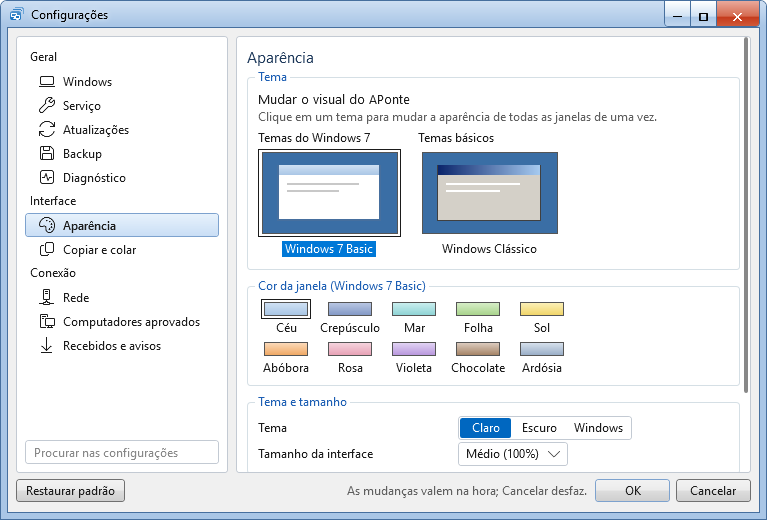 Configurações
Geral
Windows
Serviço
Atualizações
Backup
Diagnóstico
Interface
Aparência
Copiar e colar
Conexão
Rede
Computadores aprovados
Recebidos e avisos
Procurar nas configurações
Aparência
Tema
Mudar o visual do APonte
Clique em um tema para mudar a aparência de todas as janelas de uma vez.
Temas do Windows 7 Temas básicos
Windows 7 Basic Windows Clássico
Cor da janela (Windows 7 Basic)
Céu Crepúsculo Mar Folha Sol
Abóbora Rosa Violeta Chocolate Ardósia
Tema e tamanho
Tema Claro Escuro Windows
Tamanho da interface Médio (100%)
Restaurar padrão As mudanças valem na hora; Cancelar desfaz. OK Cancelar